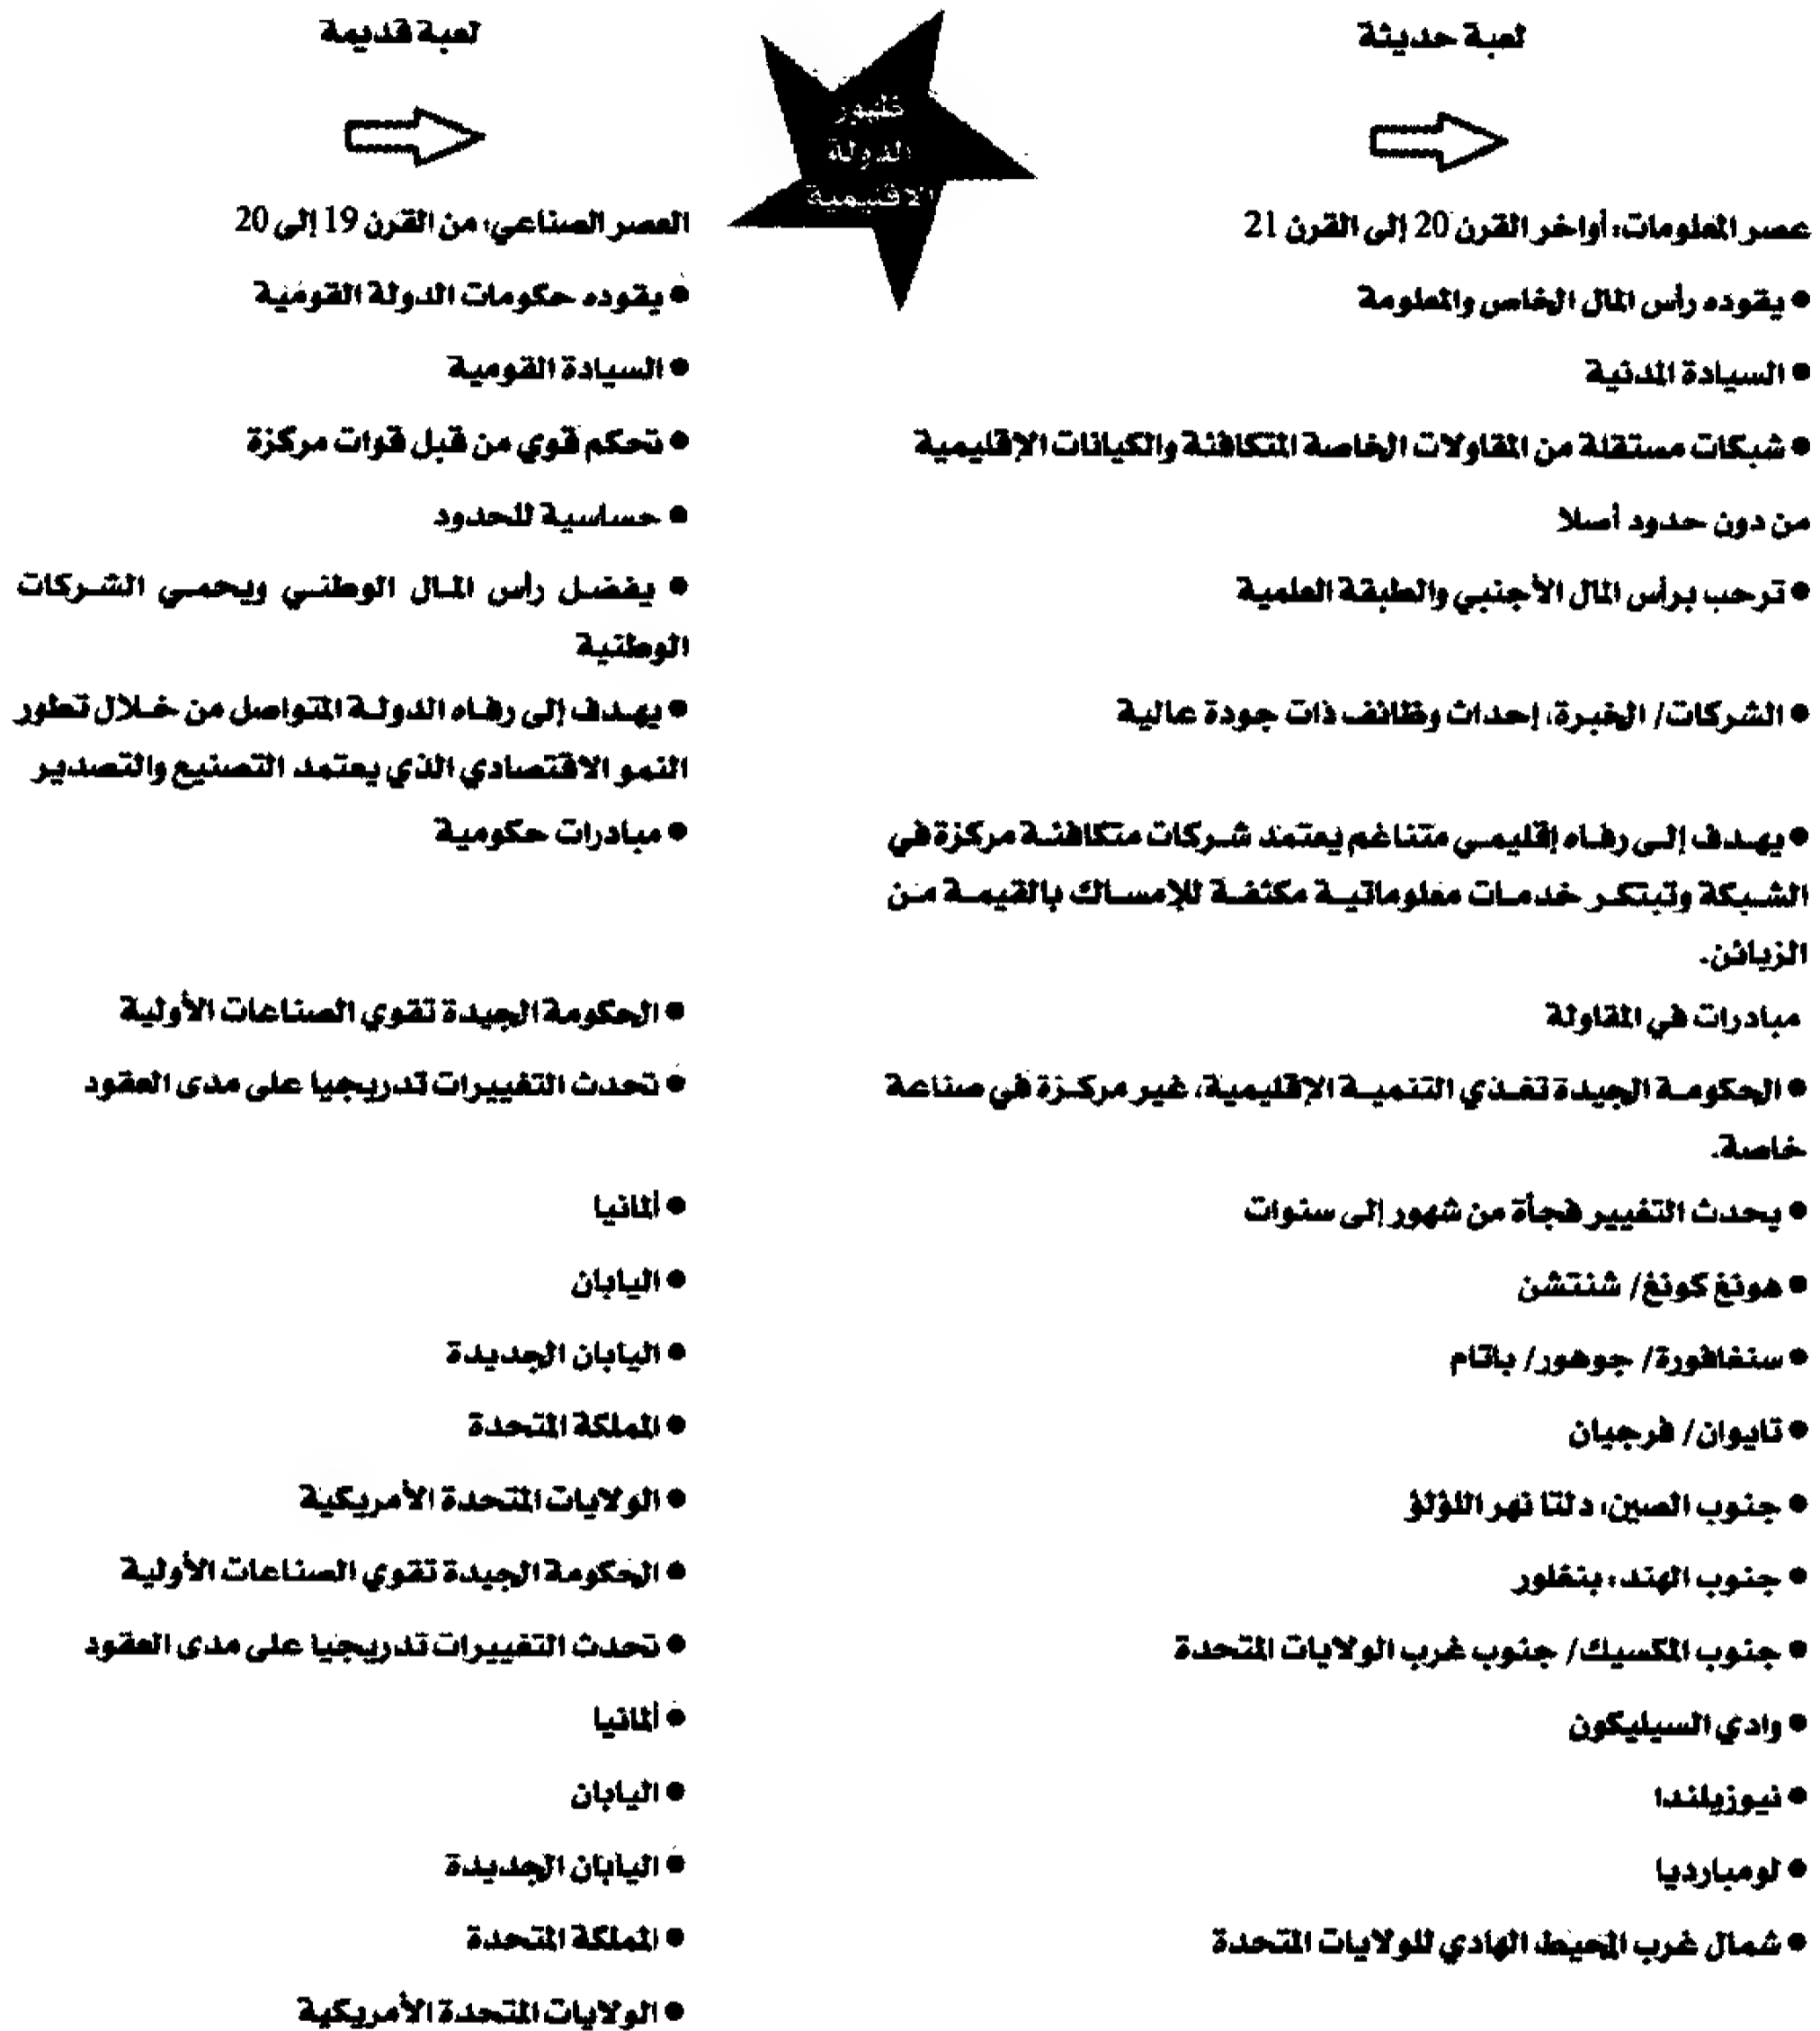 لعبة حديثة
عصر المعلومات، أواخر القرن 20 إلى القرن 21
● يقوده رأس المال الخاص والمعلومة
● السيادة المدنية
● شبكات مستقلة من المقاولات الخاصة المتكافئة والكيانات الإقليمية
من دون حدود أصلا
● ترحب برأس المال الأجنبي والطبقة العلمية
● الشركات/ الخبرة، إحداث وظائف ذات جودة عالية
● يهدف إلى رفاه إقليمي متناغم يعتمد شركات متكافئة مركزة في
الشبكة وتبتكر خدمات معلوماتية مكثفة للإمساك بالقيمة من
الزبائن.
مبادرات في المقاولة
● الحكومة الجيدة تغذي التنمية الإقليمية، غير مركزة في صناعة
خاصة.
● يحدث التغيير فجأة من شهور إلى سنوات
● هونغ كونغ/ شنتشن
● سنغافورة/ جوهور/ باتام
● تايوان/ فرجيان
● جنوب الصين، دلتا نهر اللؤلؤ
● جنوب الهند، بنغلور
● جنوب المكسيك/ جنوب غرب الولايات المتحدة
● وادي السيليكون
● نيوزيلندا
● لومبارديا
● شمال غرب المحيط الهادي للولايات المتحدة
ظهور
الدولة
الاقليمية
لعبة قديمة
العصر الصناعي، من القرن 19 إلى 20
● يقوده حكومات الدولة القومية
● السيادة القومية
● تحكم قوي من قبل قوات مركزة
● حساسية للحدود
● يفضل رأس المال الوطني ويحمي الشركات
الوطنية
● يهدف إلى رفاه الدولة المتواصل من خلال تطور
النمو الاقتصادي الذي يعتمد التصنيع والتصدير
● مبادرات حكومية
● الحكومة الجيدة تقوي الصناعات الأولية
● تحدث التغييرات تدريجيا على مدى العقود
● ألمانيا
● اليابان
● اليابان الجديدة
● المملكة المتحدة
● الولايات المتحدة الأمريكية
● الحكومة الجيدة تقوي الصناعات الأولية
● تحدث التغييرات تدريجيا على مدى العقود
● ألمانيا
● اليابان
● اليابان الجديدة
● المملكة المتحدة
● الولايات المتحدة الأمريكية